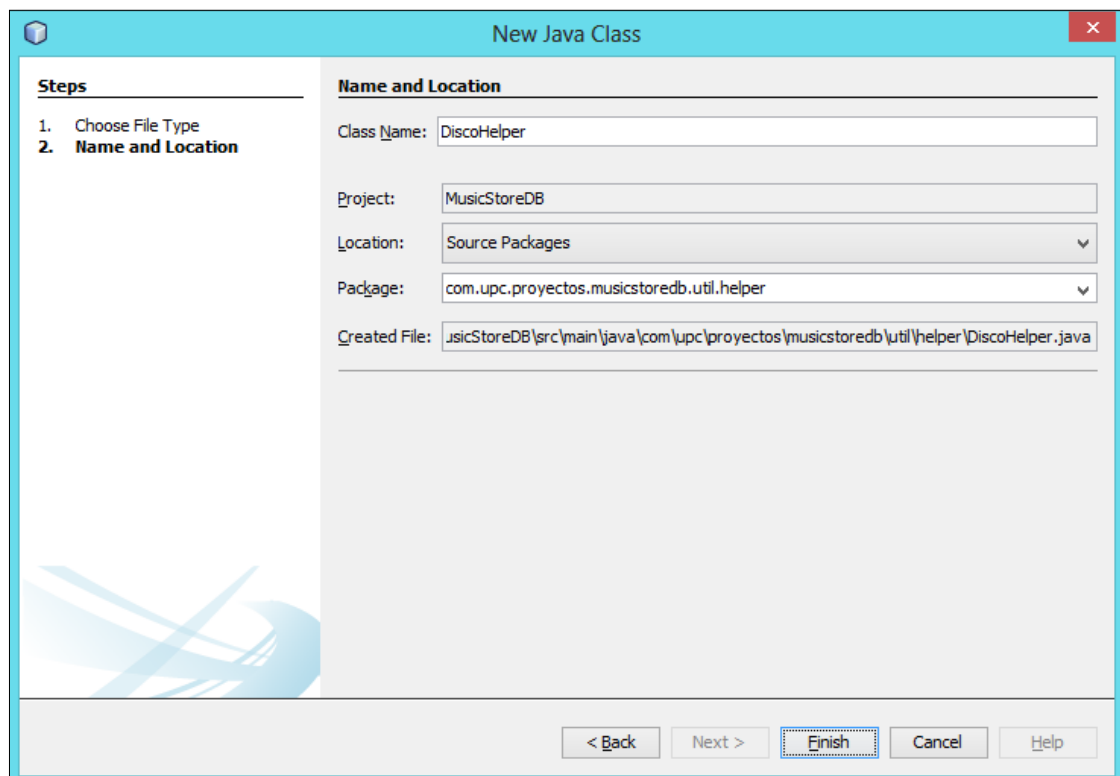 New Java Class
Steps
1. Choose File Type
2. Name and Location
Name and Location
Class Name: DiscoHelper
Project: MusicStoreDB
Location: Source Packages
Package: com.upc.proyectos.musicstoredb.util.helper
Created File: usicStoreDB\src\main\java\com\upc\proyectos\musicstoredb\util\helper\DiscoHelper.java
< Back Next > Finish Cancel Help